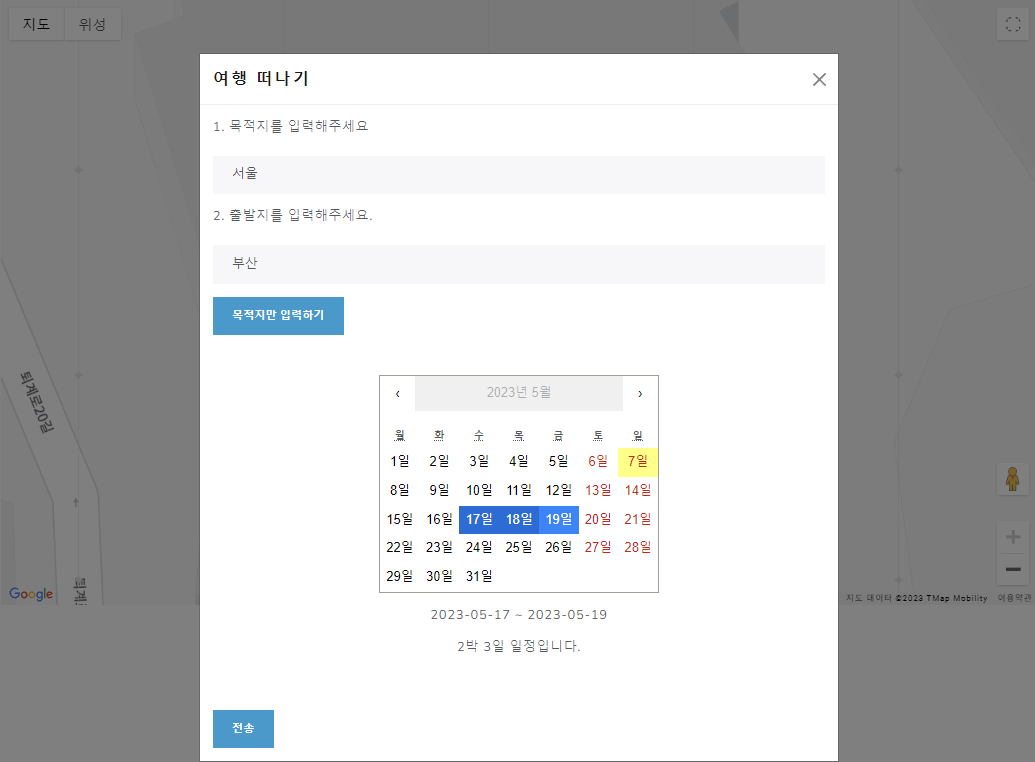 지도 위성
여행 떠나기
1. 목적지를 입력해주세요
서울
2. 출발지를 입력해주세요.
부산
목적지만 입력하기
‹ 2023년 5월 ›
월 화 수 목 금 토 일
1일 2일 3일 4일 5일 6일 7일
8일 9일 10일 11일 12일 13일 14일
15일 16일 17일 18일 19일 20일 21일
22일 23일 24일 25일 26일 27일 28일
29일 30일 31일
2023-05-17 ~ 2023-05-19
2박 3일 일정입니다.
전송
퇴계로20길
Google
지도 데이터 ©2023 TMap Mobility 이용약관